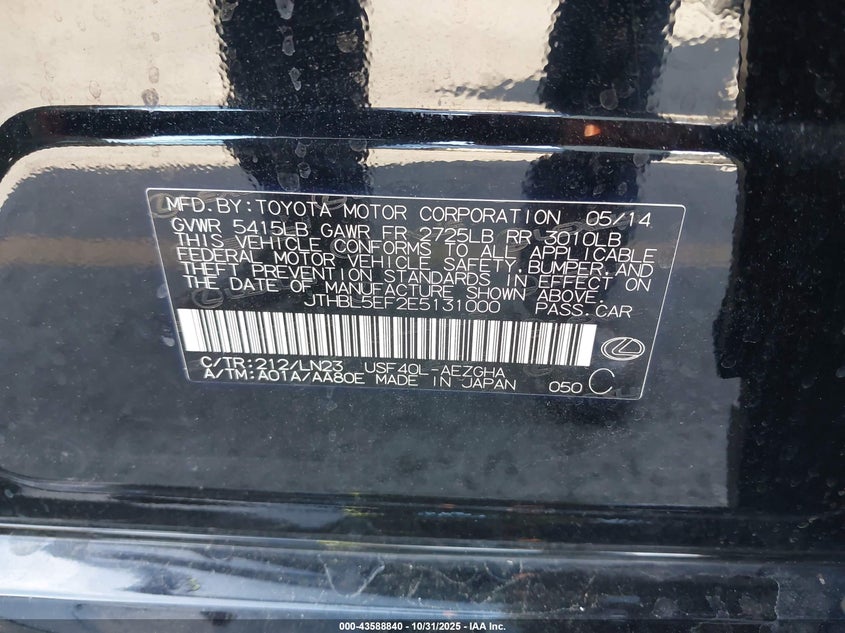 MFD. BY: TOYOTA MOTOR CORPORATION 05/14
GVWR 5415LB GAWR FR 2725LB RR 3010LB
THIS VEHICLE CONFORMS TO ALL APPLICABLE
FEDERAL MOTOR VEHICLE SAFETY, BUMPER, AND
THEFT PREVENTION STANDARDS IN EFFECT ON
THE DATE OF MANUFACTURE SHOWN ABOVE.
JTHBL5EF2E5131000 PASS. CAR
C/TR: 212/LN23 USF40L-AEZGHA
A/TM: A01A/AA80E MADE IN JAPAN 050 C
000-43588840 - 10/31/2025 - IAA Inc.